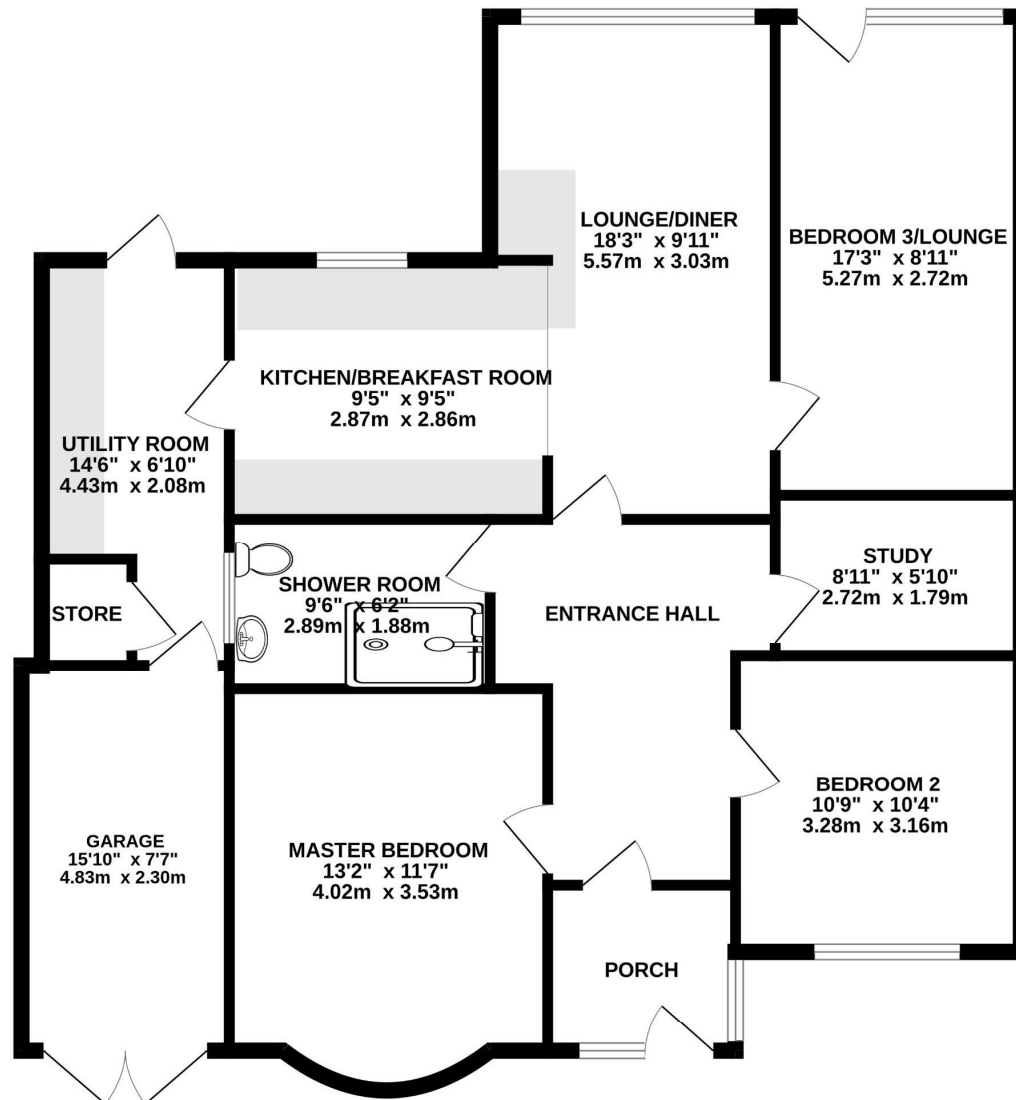 LOUNGE/DINER
18'3" x 9'11"
5.57m x 3.03m
BEDROOM 3/LOUNGE
17'3" x 8'11"
5.27m x 2.72m
KITCHEN/BREAKFAST ROOM
9'5" x 9'5"
2.87m x 2.86m
UTILITY ROOM
14'6" x 6'10"
4.43m x 2.08m
STORE
SHOWER ROOM
9'6" x 6'2"
2.89m x 1.88m
ENTRANCE HALL
STUDY
8'11" x 5'10"
2.72m x 1.79m
GARAGE
15'10" x 7'7"
4.83m x 2.30m
MASTER BEDROOM
13'2" x 11'7"
4.02m x 3.53m
BEDROOM 2
10'9" x 10'4"
3.28m x 3.16m
PORCH